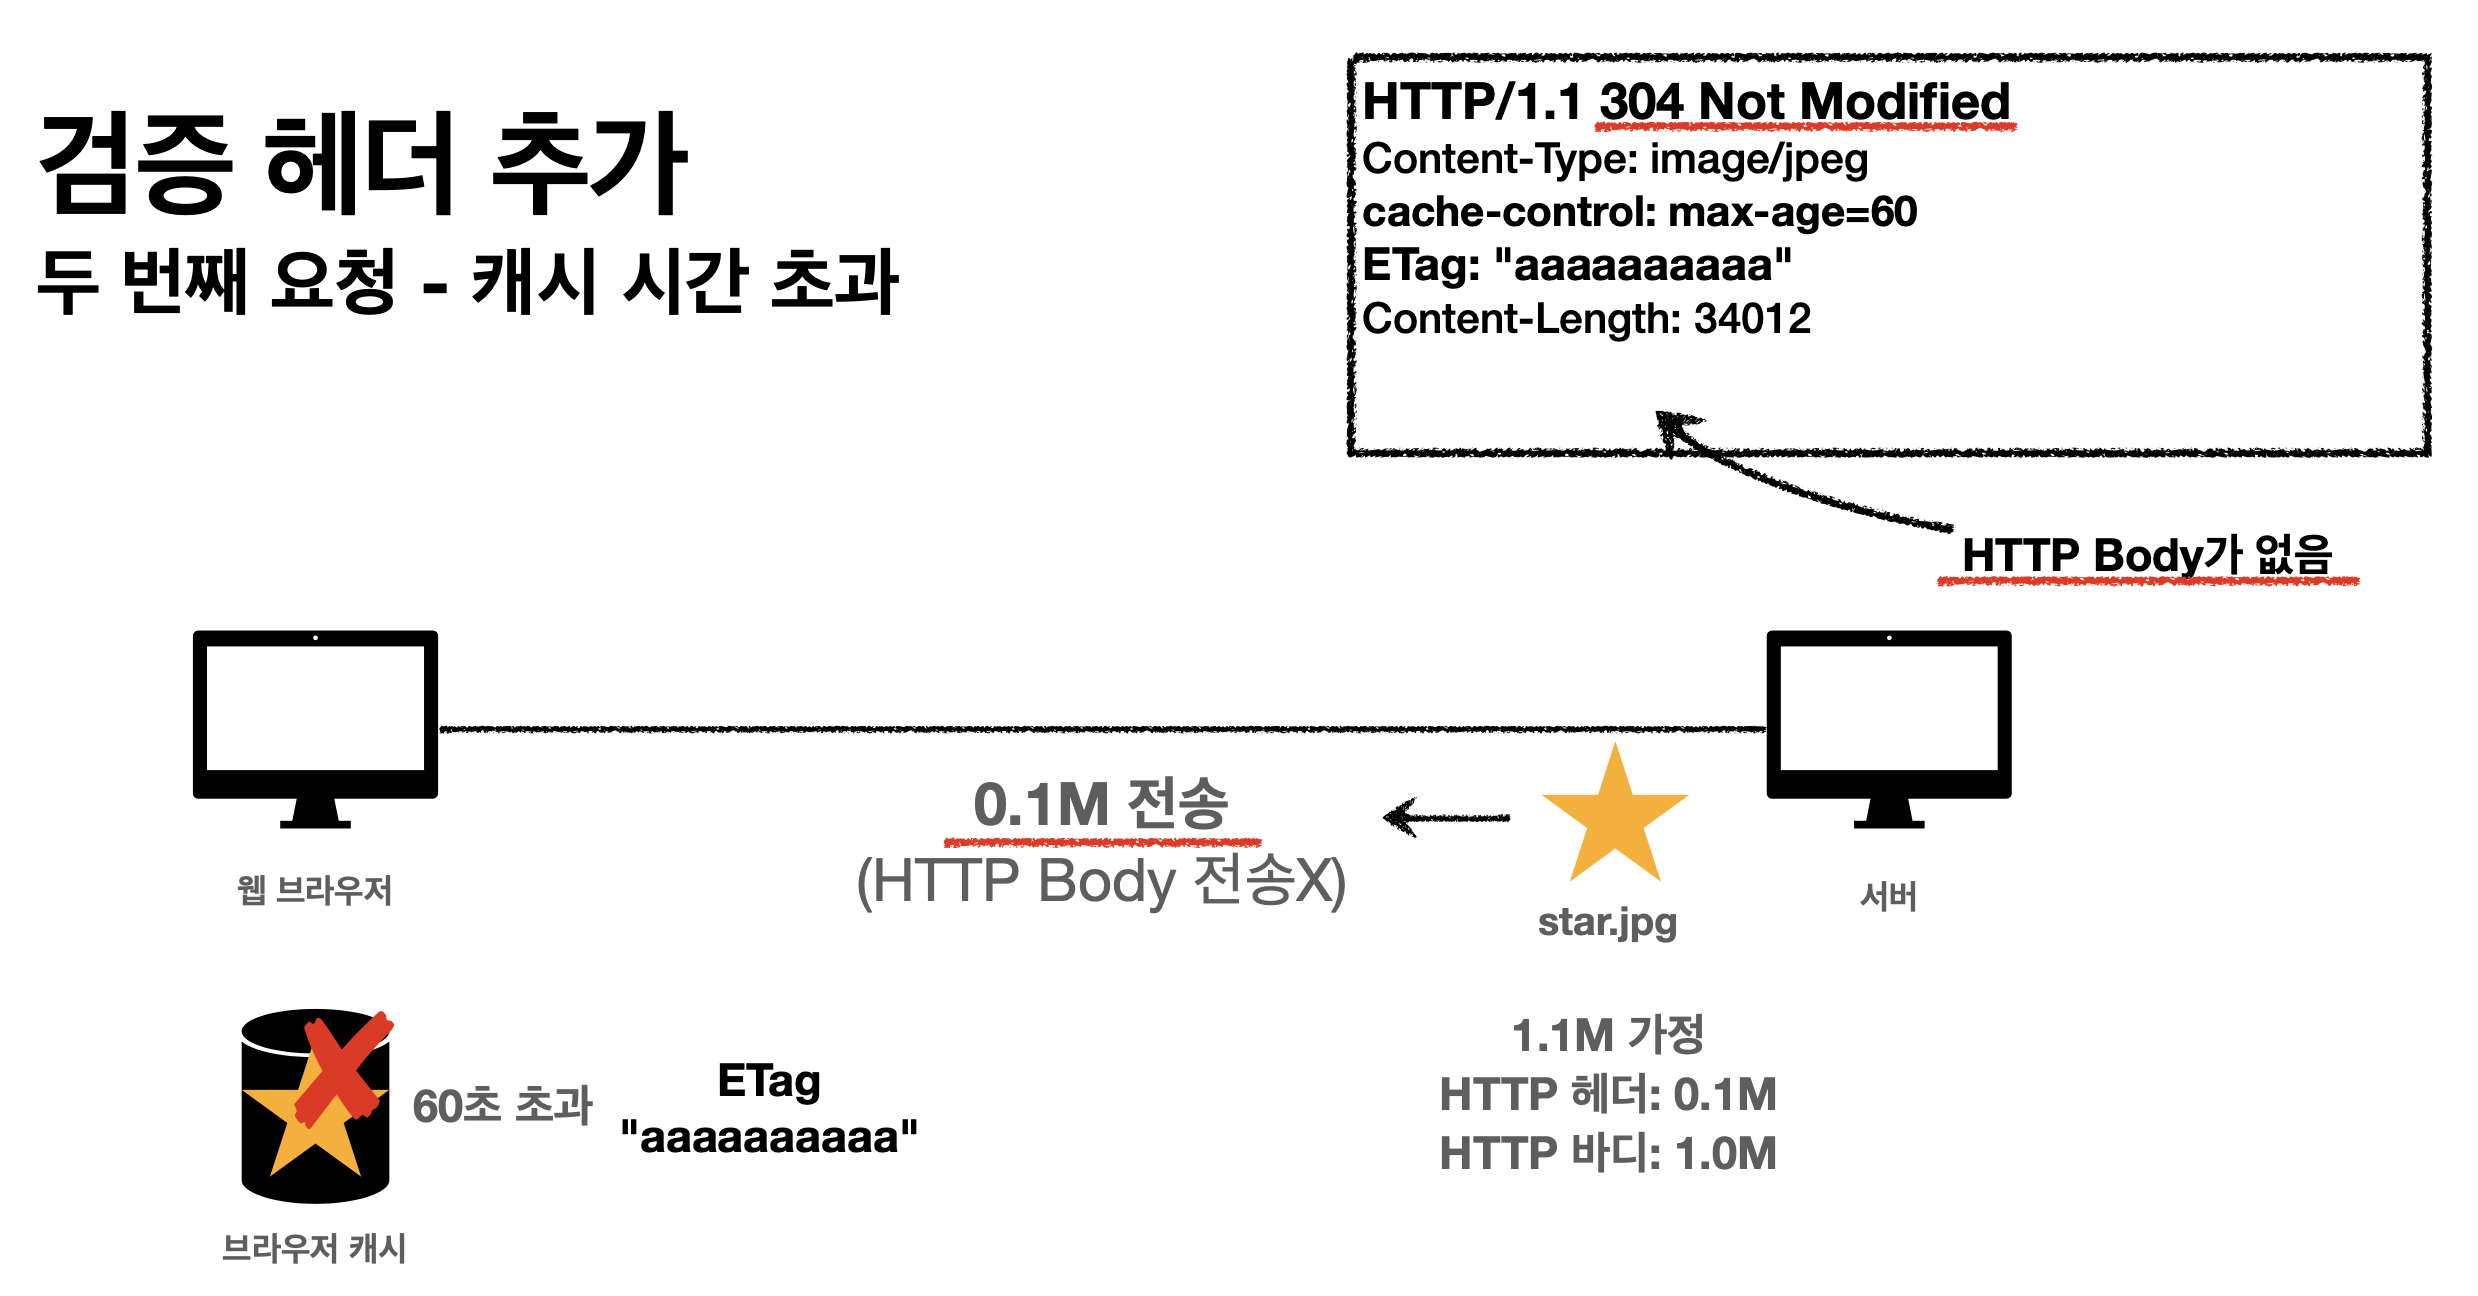 검증 헤더 추가
두 번째 요청 - 캐시 시간 초과
HTTP/1.1 304 Not Modified
Content-Type: image/jpeg
cache-control: max-age=60
ETag: "aaaaaaaaaa"
Content-Length: 34012
HTTP Body가 없음
0.1M 전송
(HTTP Body 전송X)
웹 브라우저
star.jpg
서버
1.1M 가정
HTTP 헤더: 0.1M
HTTP 바디: 1.0M
60초 초과
ETag
"aaaaaaaaaa"
브라우저 캐시